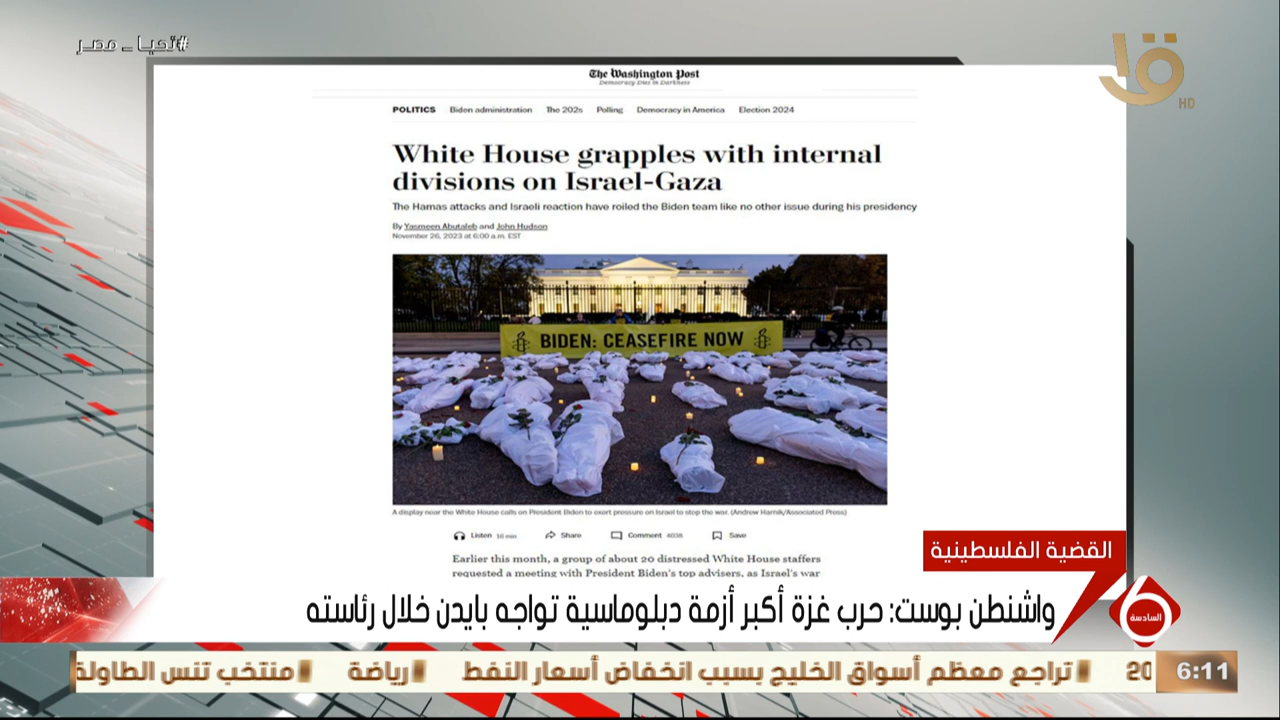 #تحيا_مصر
HD
The Washington Post
Democracy Dies in Darkness
POLITICS Biden administration The 202s Polling Democracy in America Election 2024
White House grapples with internal
divisions on Israel-Gaza
The Hamas attacks and Israeli reaction have roiled the Biden team like no other issue during his presidency
By Yasmeen Abutaleb and John Hudson
November 26, 2023 at 6:00 a.m. EST
BIDEN: CEASEFIRE NOW
A display near the White House calls on President Biden to exert pressure on Israel to stop the war. (Andrew Harnik/Associated Press)
Listen 10 min Share Comment 4038 Save
Earlier this month, a group of about 20 distressed White House staffers
requested a meeting with President Biden's top advisers, as Israel's war
القضية الفلسطينية
واشنطن بوست: حرب غزة أكبر أزمة دبلوماسية تواجه بايدن خلال رئاسته
السادسة
20 تراجع معظم أسواق الخليج بسبب انخفاض أسعار النفط رياضة منتخب تنس الطاولة
6:11